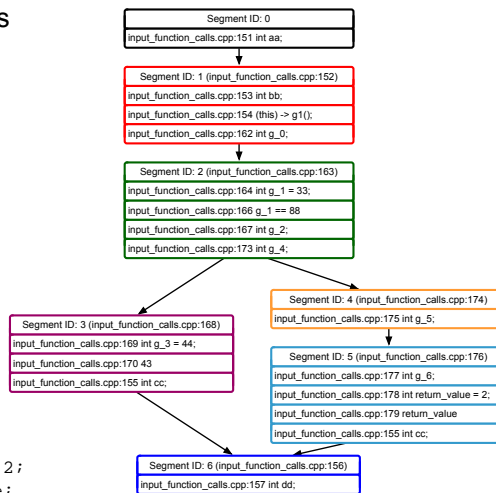 s
Segment ID: 0
input_function_calls.cpp:151 int aa;
Segment ID: 1 (input_function_calls.cpp:152)
input_function_calls.cpp:153 int bb;
input_function_calls.cpp:154 (this) -> g1();
input_function_calls.cpp:162 int g_0;
Segment ID: 2 (input_function_calls.cpp:163)
input_function_calls.cpp:164 int g_1 = 33;
input_function_calls.cpp:166 g_1 == 88
input_function_calls.cpp:167 int g_2;
input_function_calls.cpp:173 int g_4;
Segment ID: 3 (input_function_calls.cpp:168)
input_function_calls.cpp:169 int g_3 = 44;
input_function_calls.cpp:170 43
input_function_calls.cpp:155 int cc;
Segment ID: 4 (input_function_calls.cpp:174)
input_function_calls.cpp:175 int g_5;
Segment ID: 5 (input_function_calls.cpp:176)
input_function_calls.cpp:177 int g_6;
input_function_calls.cpp:178 int return_value = 2;
input_function_calls.cpp:179 return_value
input_function_calls.cpp:155 int cc;
Segment ID: 6 (input_function_calls.cpp:156)
input_function_calls.cpp:157 int dd;
2;